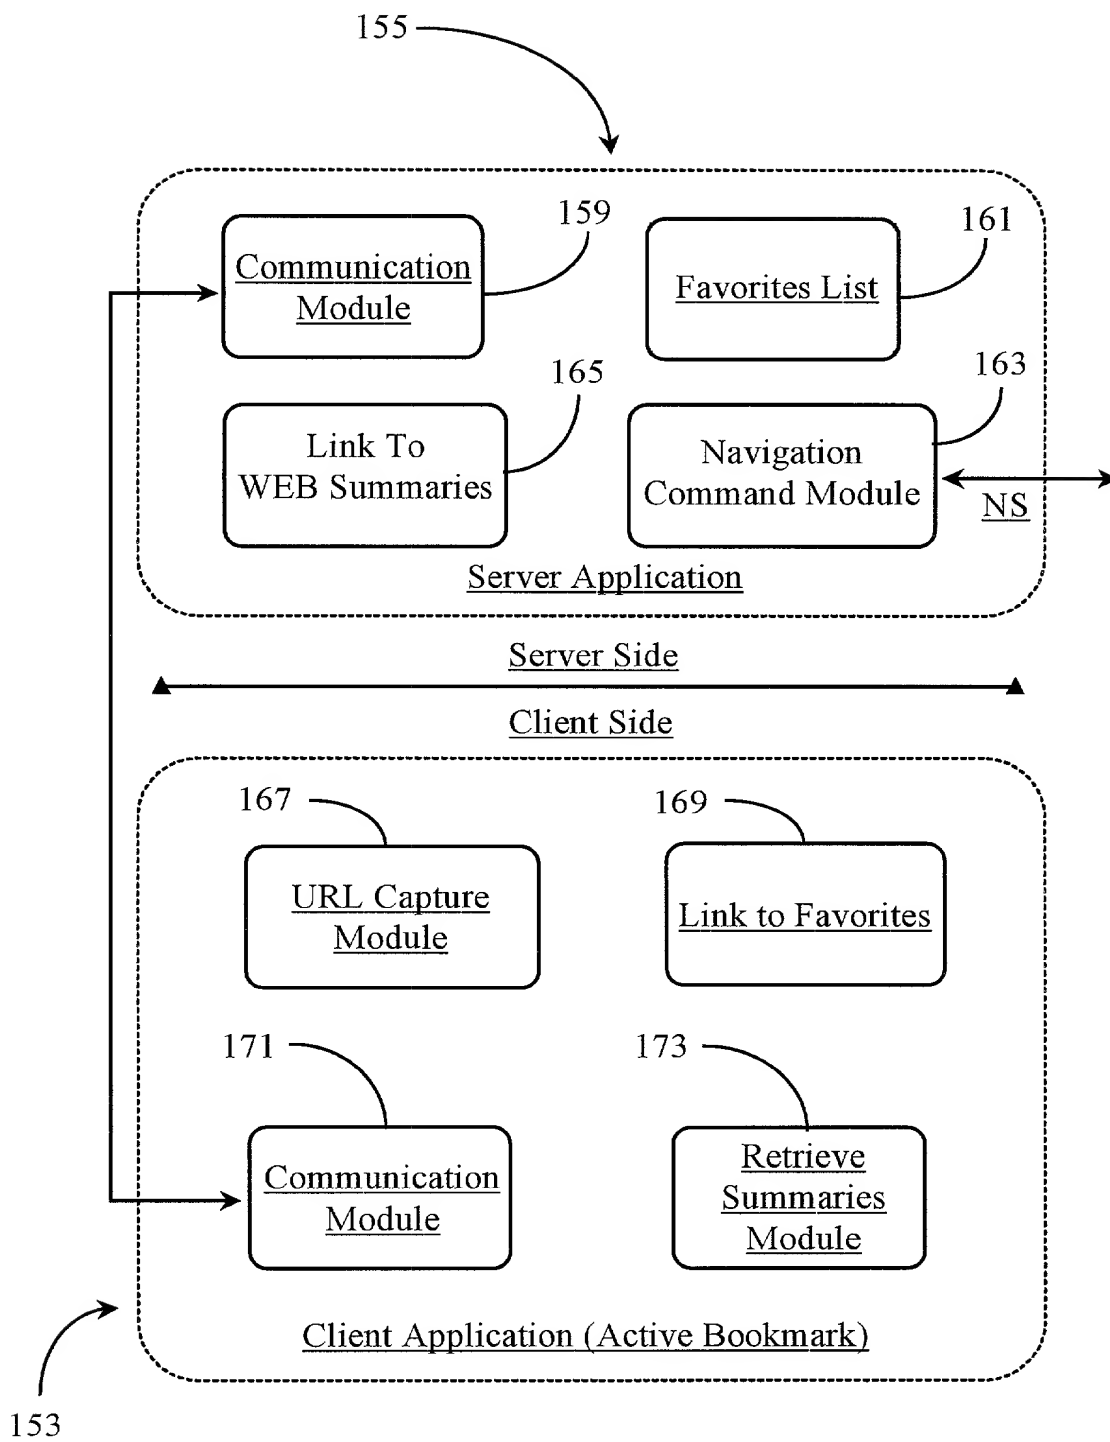 155
159
Communication
Module
161
Favorites List
165
Link To
WEB Summaries
163
Navigation
Command Module
NS
Server Application
Server Side
Client Side
167
URL Capture
Module
169
Link to Favorites
171
Communication
Module
173
Retrieve
Summaries
Module
Client Application (Active Bookmark)
153